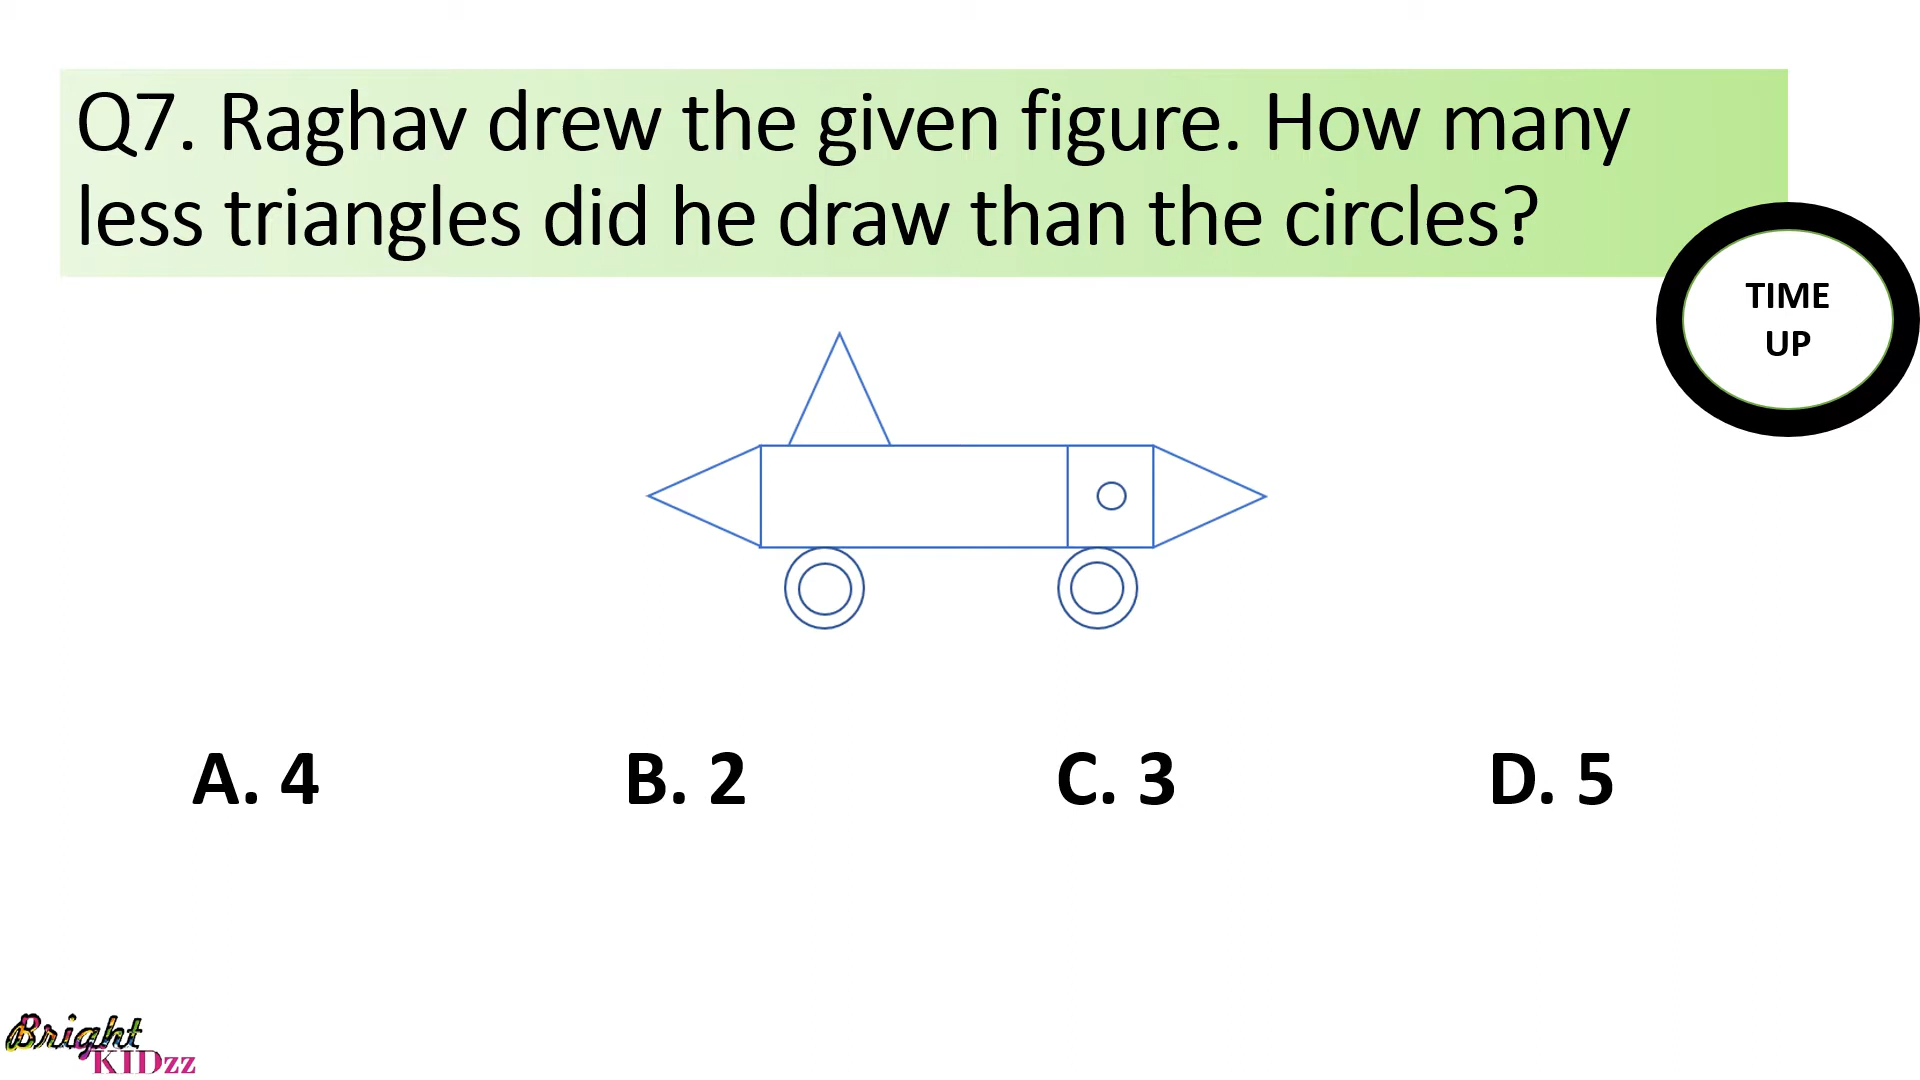 Q7. Raghav drew the given figure. How many
less triangles did he draw than the circles?
TIME
UP
A. 4
B. 2
C. 3
D. 5
Bright
KIDzz